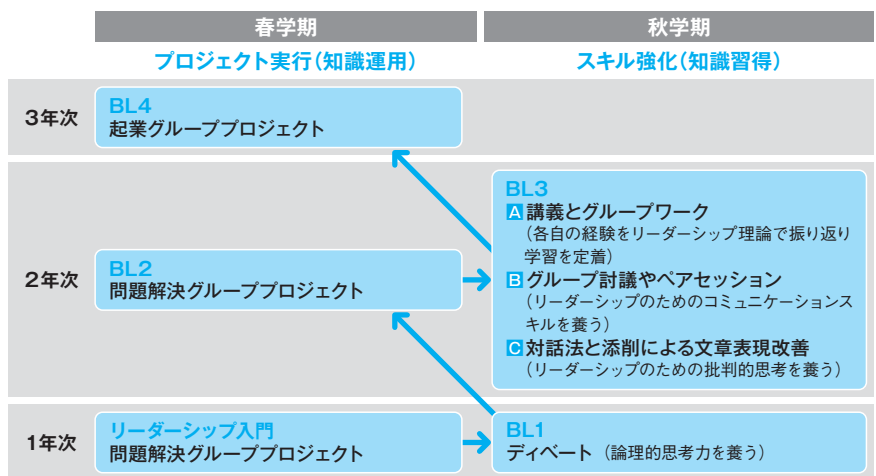 春学期
秋学期
プロジェクト実行（知識運用）
スキル強化（知識習得）
3年次
BL4
起業グループプロジェクト
2年次
BL2
問題解決グループプロジェクト
BL3
A 講義とグループワーク
（各自の経験をリーダーシップ理論で振り返り
学習を定着）
B グループ討議やペアセッション
（リーダーシップのためのコミュニケーションス
キルを養う）
C 対話法と添削による文章表現改善
（リーダーシップのための批判的思考を養う）
1年次
リーダーシップ入門
問題解決グループプロジェクト
BL1
ディベート（論理的思考力を養う）